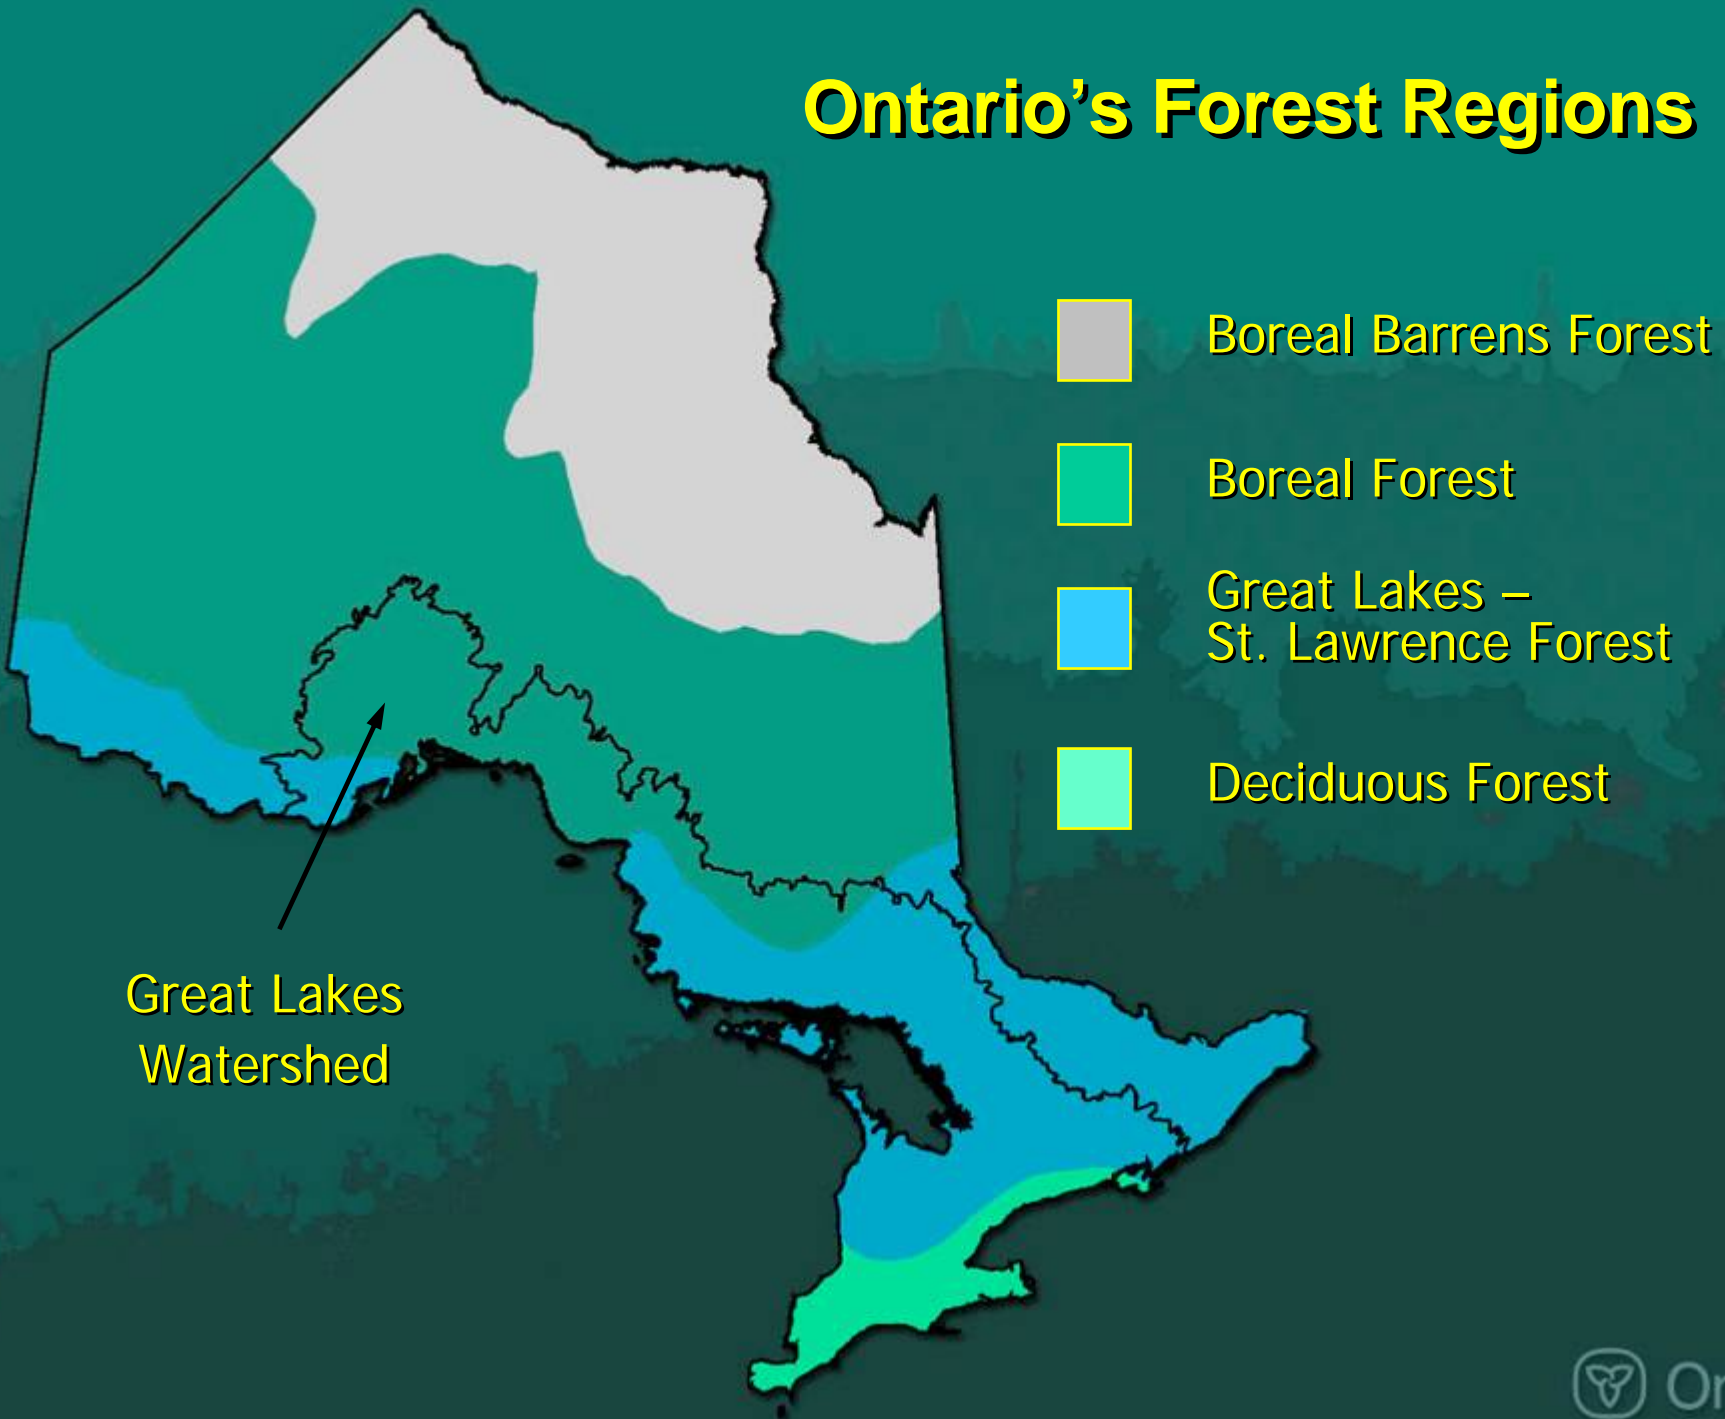 Ontario’s Forest Regions
Boreal Barrens Forest
Boreal Forest
Great Lakes –
St. Lawrence Forest
Deciduous Forest
Great Lakes
Watershed